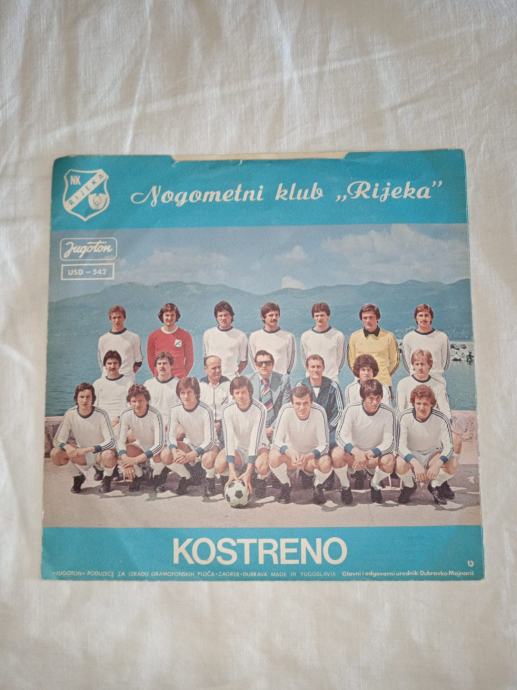 NK
RIJEKA
Nogometni klub „Rijeka”
Jugoton
USD – 542
KOSTRENO
»JUGOTON« PODUZEĆE ZA IZRADU GRAMOFONSKIH PLOČA • ZAGREB - DUBRAVA MADE IN YUGOSLAVIA Glavni i odgovorni urednik Dubravko Majnarić